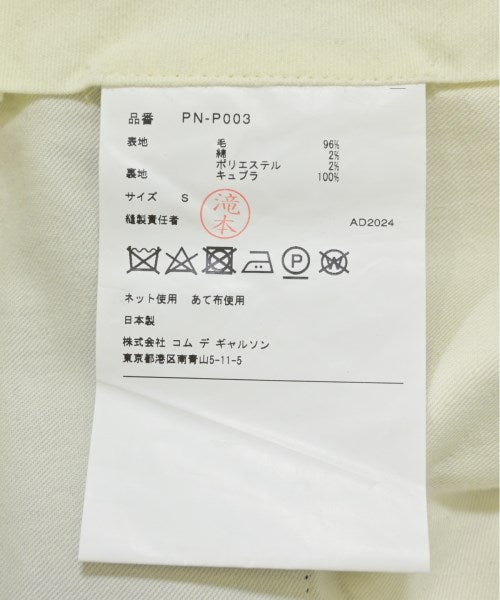 品番 PN-P003
表地 毛 96%
綿 2%
ポリエステル 2%
裏地 キュプラ 100%
サイズ S
滝本
縫製責任者 AD2024
P W
ネット使用 あて布使用
日本製
株式会社 コム デ ギャルソン
東京都港区南青山5-11-5